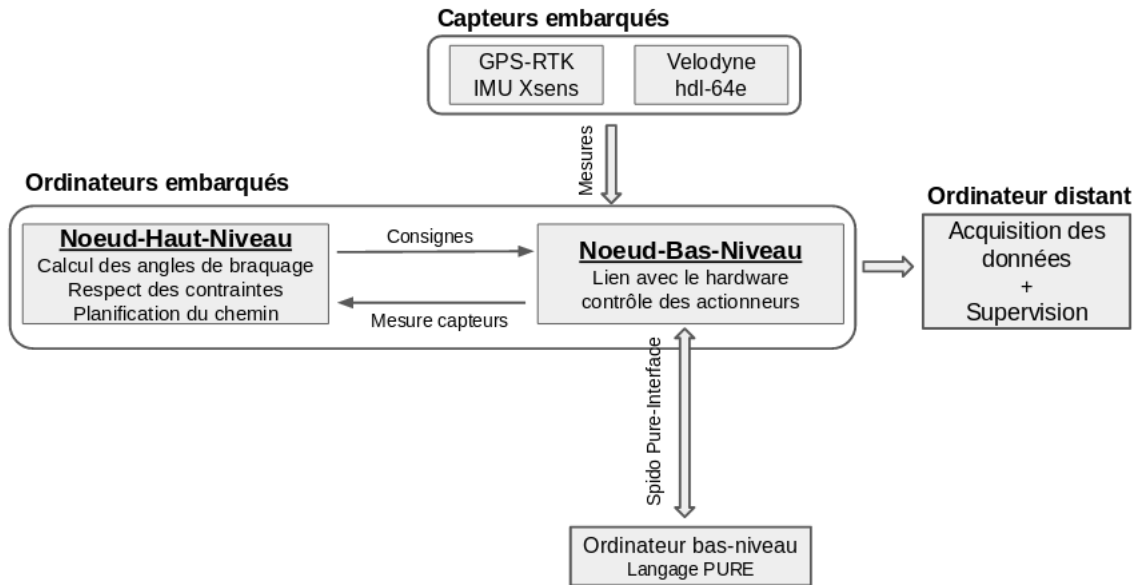 Capteurs embarqués
GPS-RTK
IMU Xsens
Velodyne
hdl-64e
Mesures
Ordinateurs embarqués
Noeud-Haut-Niveau
Calcul des angles de braquage
Respect des contraintes
Planification du chemin
Consignes
Mesure capteurs
Noeud-Bas-Niveau
Lien avec le hardware
contrôle des actionneurs
Ordinateur distant
Acquisition des
données
+
Supervision
Spido Pure-Interface
Ordinateur bas-niveau
Langage PURE